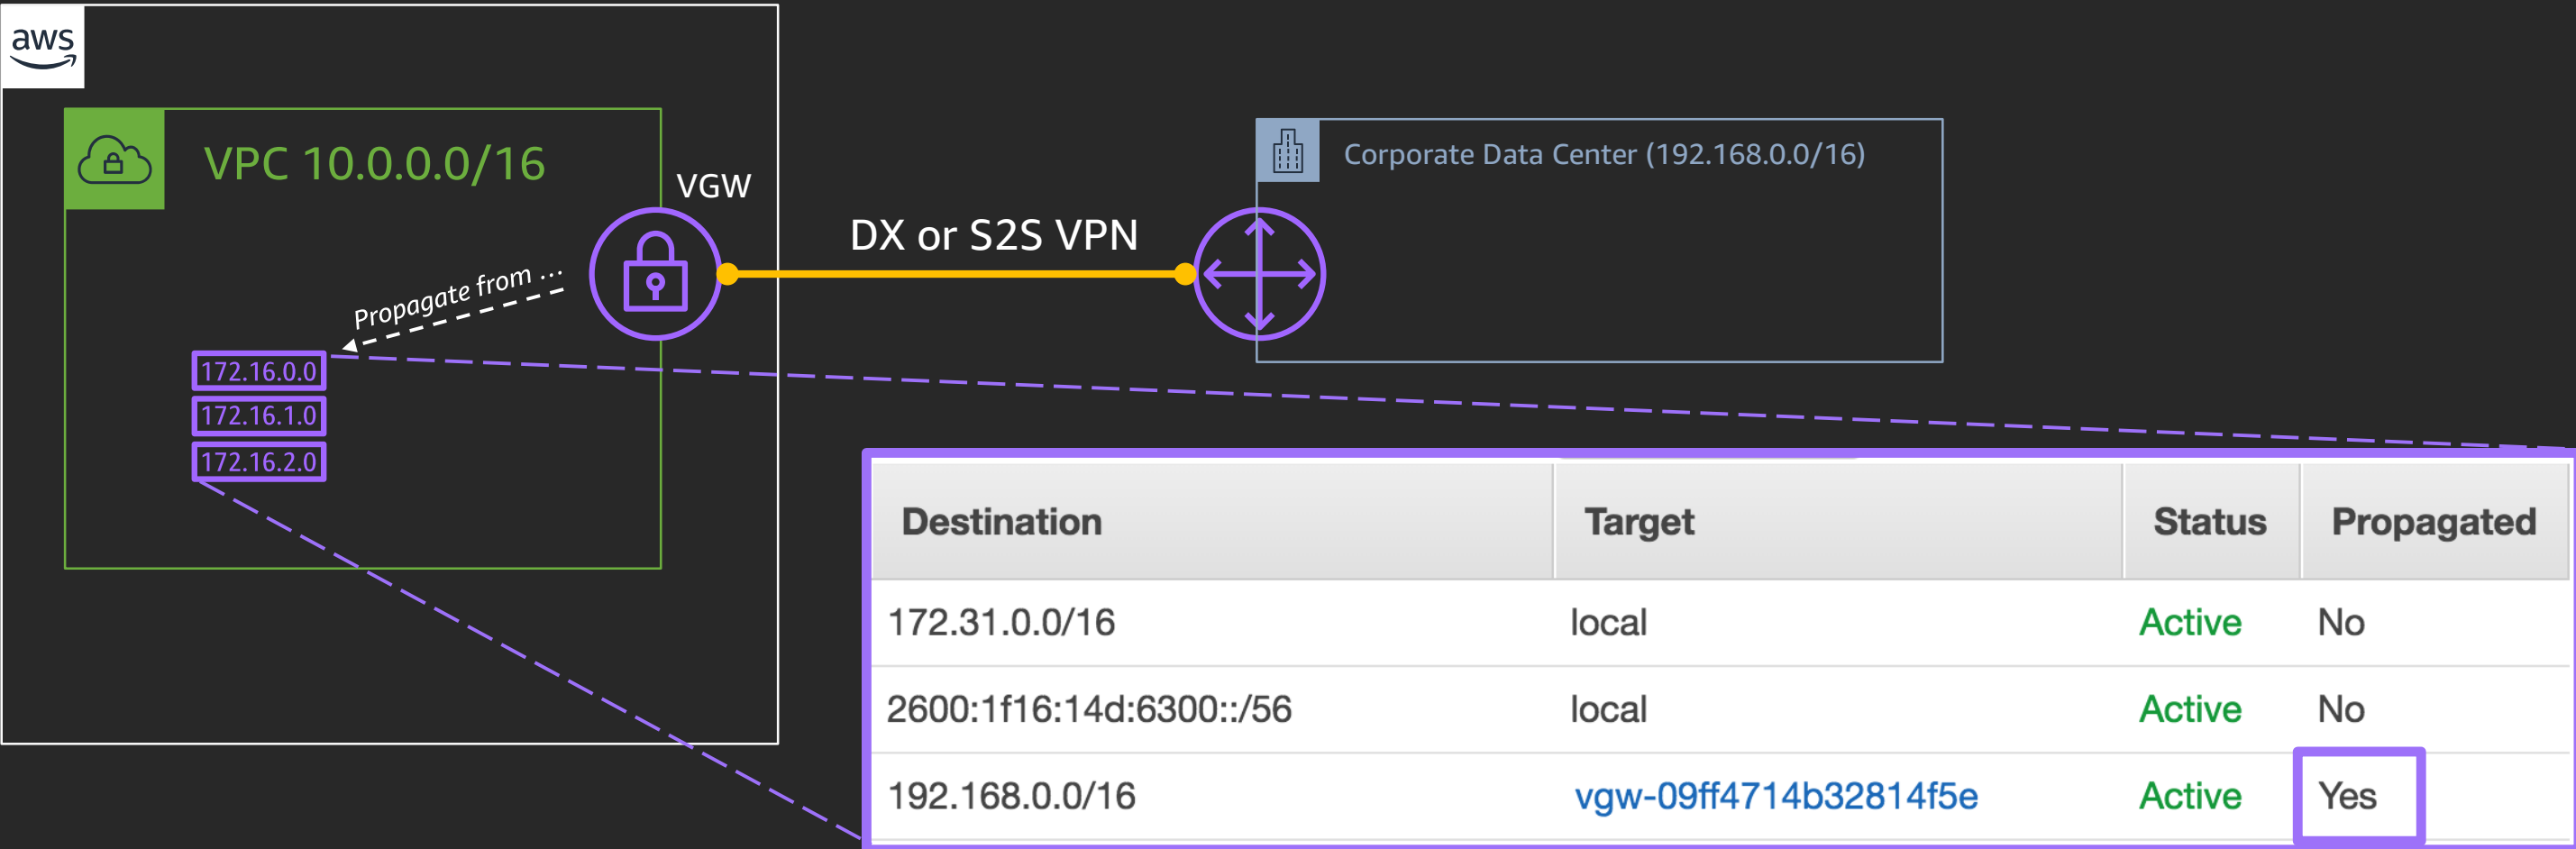 aws
VPC 10.0.0.0/16
VGW
DX or S2S VPN
Corporate Data Center (192.168.0.0/16)
Propagate from ...
172.16.0.0
172.16.1.0
172.16.2.0
Destination Target Status Propagated
172.31.0.0/16 local Active No
2600:1f16:14d:6300::/56 local Active No
192.168.0.0/16 vgw-09ff4714b32814f5e Active Yes